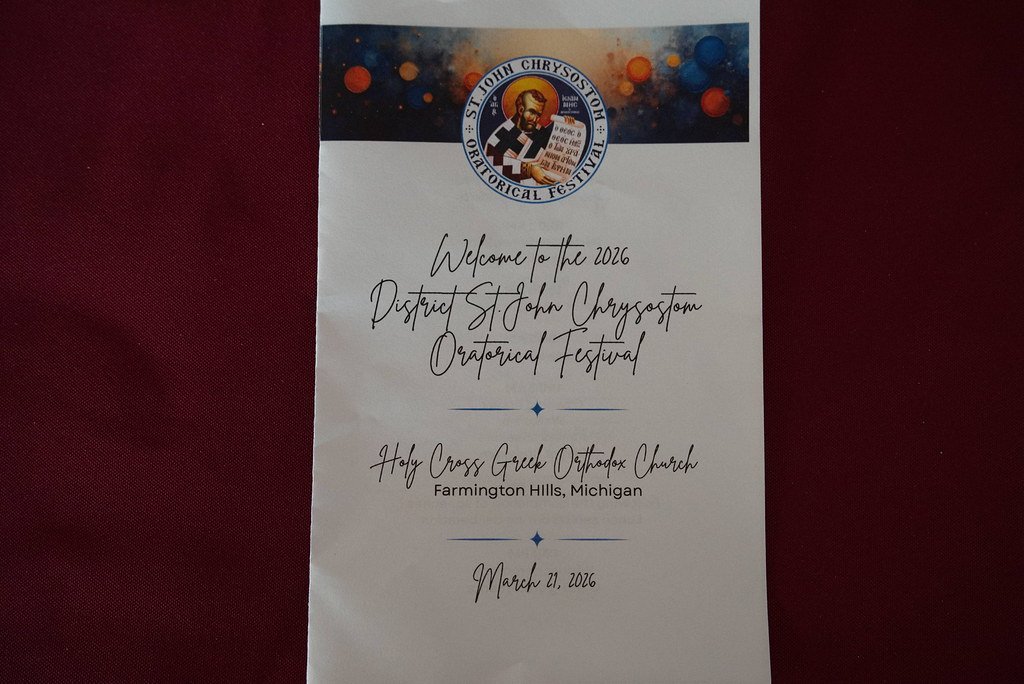 ST. JOHN CHRYSOSTOM
ORATORICAL FESTIVAL
Welcome to the 2026
District St. John Chrysostom
Oratorical Festival
Holy Cross Greek Orthodox Church
Farmington HIlls, Michigan
March 21, 2026